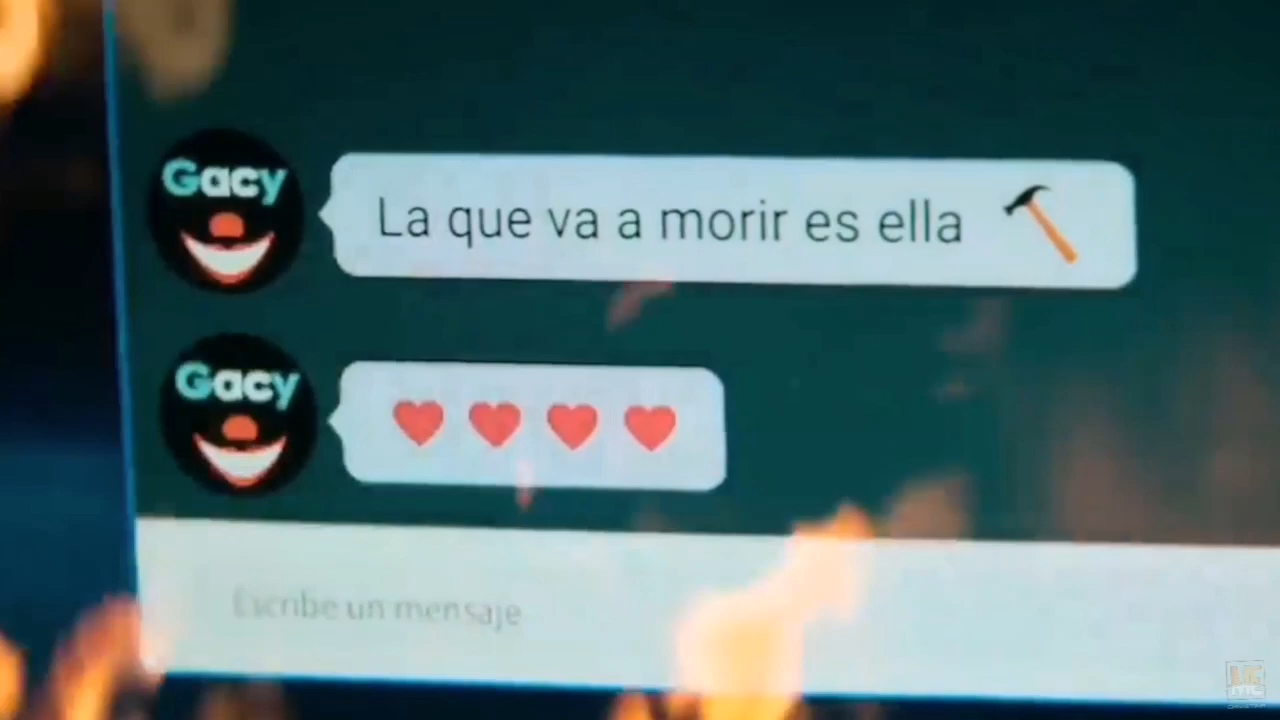 Gacy
La que va a morir es ella 🔨
Gacy
❤️ ❤️ ❤️ ❤️
Escribe un mensaje